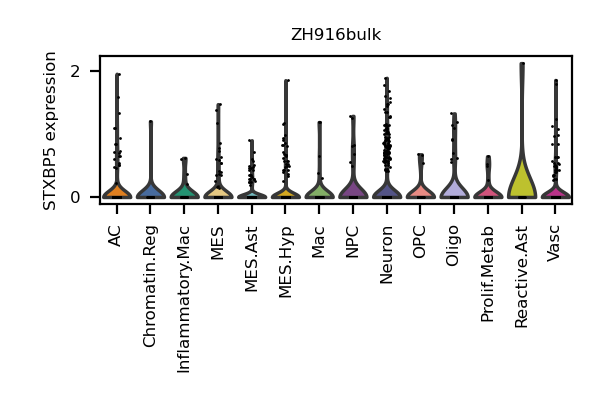 ZH916bulk
STXBP5 expression
2
0
AC
Chromatin.Reg
Inflammatory.Mac
MES
MES.Ast
MES.Hyp
Mac
NPC
Neuron
OPC
Oligo
Prolif.Metab
Reactive.Ast
Vasc